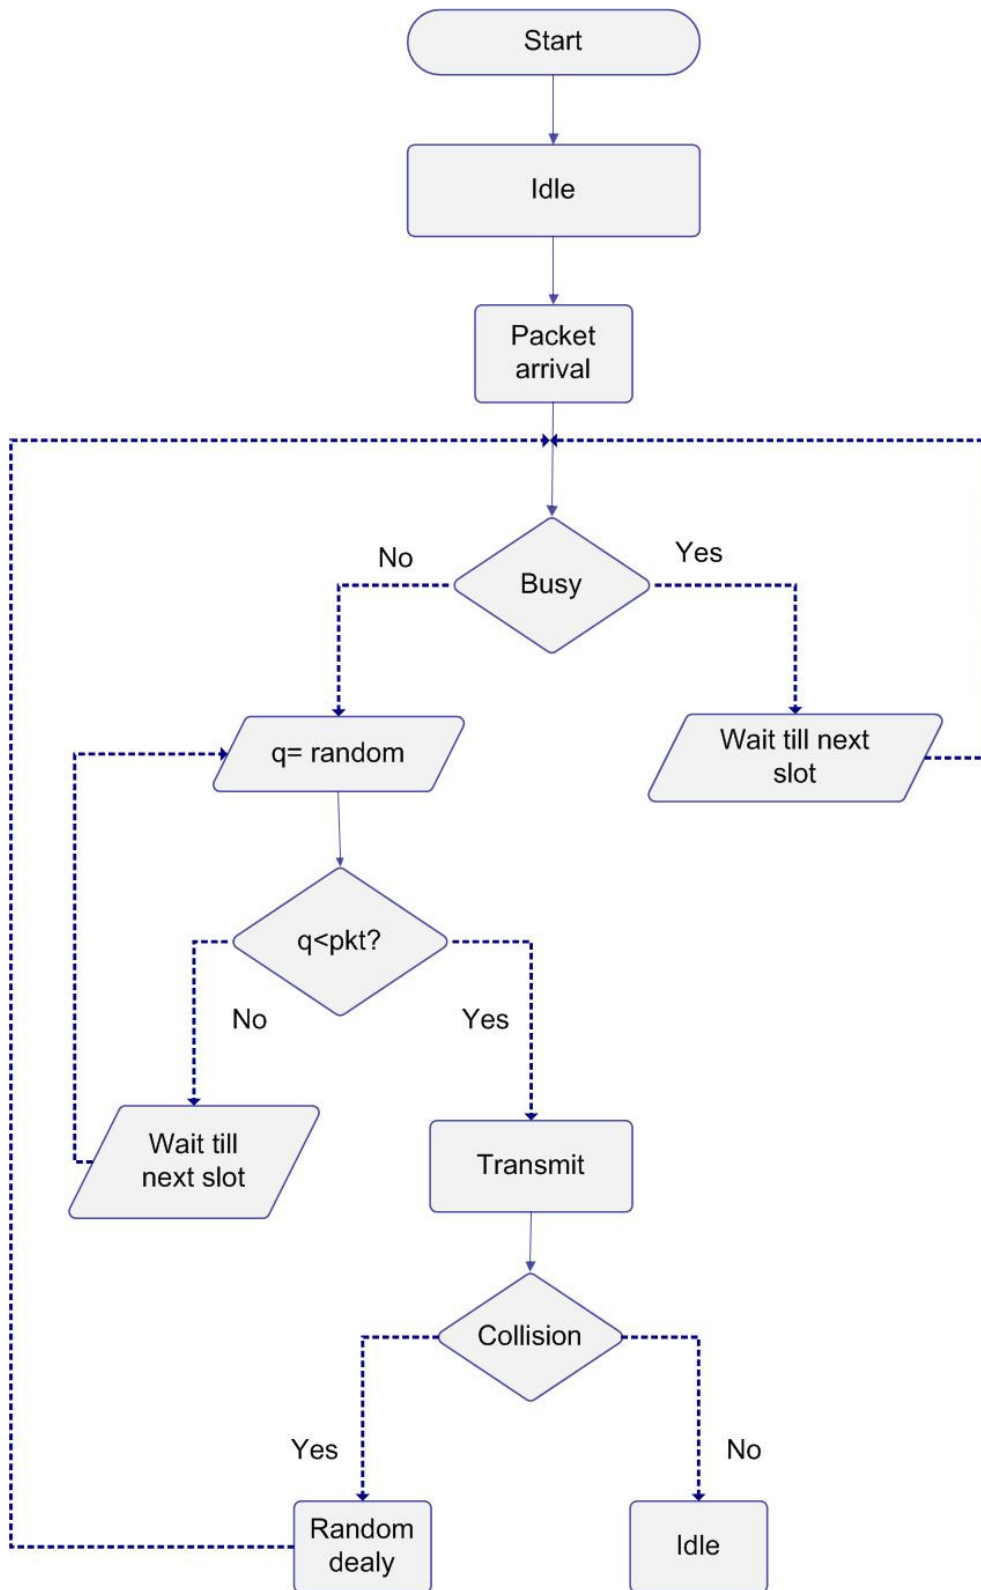 Start
Idle
Packet
arrival
No
Yes
Busy
q= random
Wait till next
slot
q<pkt?
No
Yes
Wait till
next slot
Transmit
Collision
Yes
No
Random
dealy
Idle